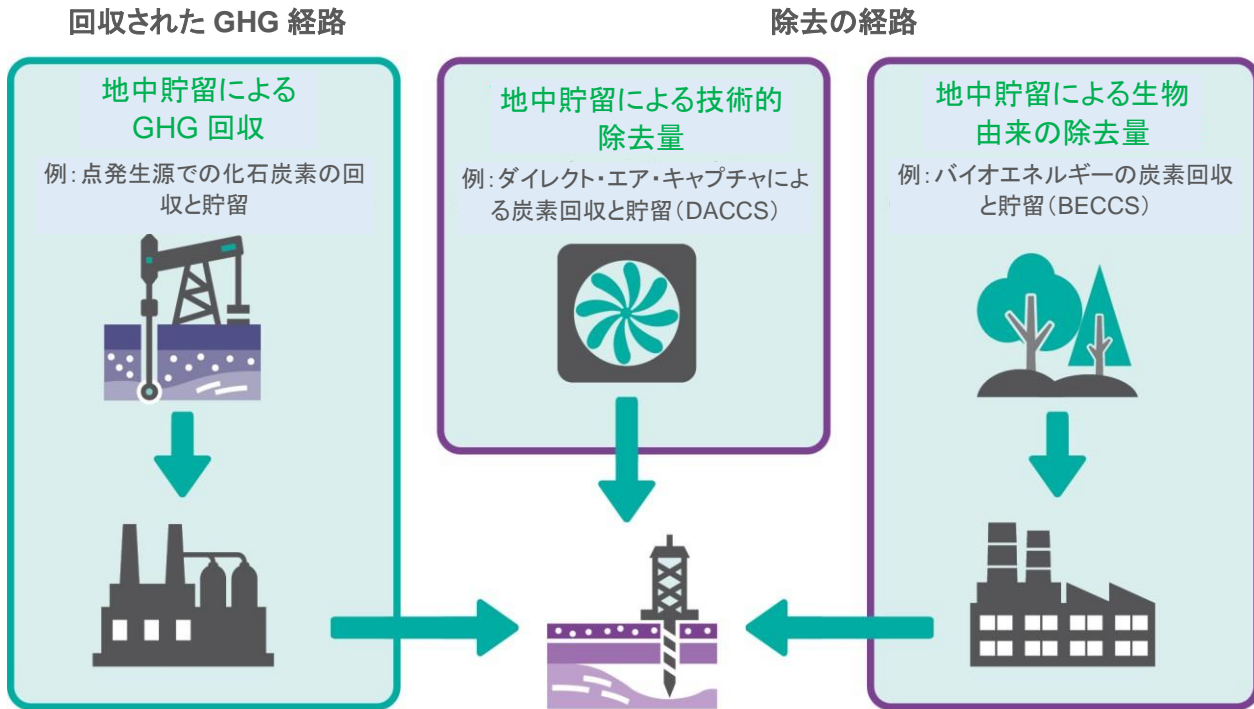 回収された GHG 経路
除去の経路
地中貯留による
GHG 回収
例：点発生源での化石炭素の回
収と貯留
地中貯留による技術的
除去量
例：ダイレクト・エア・キャプチャによ
る炭素回収と貯留（DACCS）
地中貯留による生物
由来の除去量
例：バイオエネルギーの炭素回収
と貯留（BECCS）